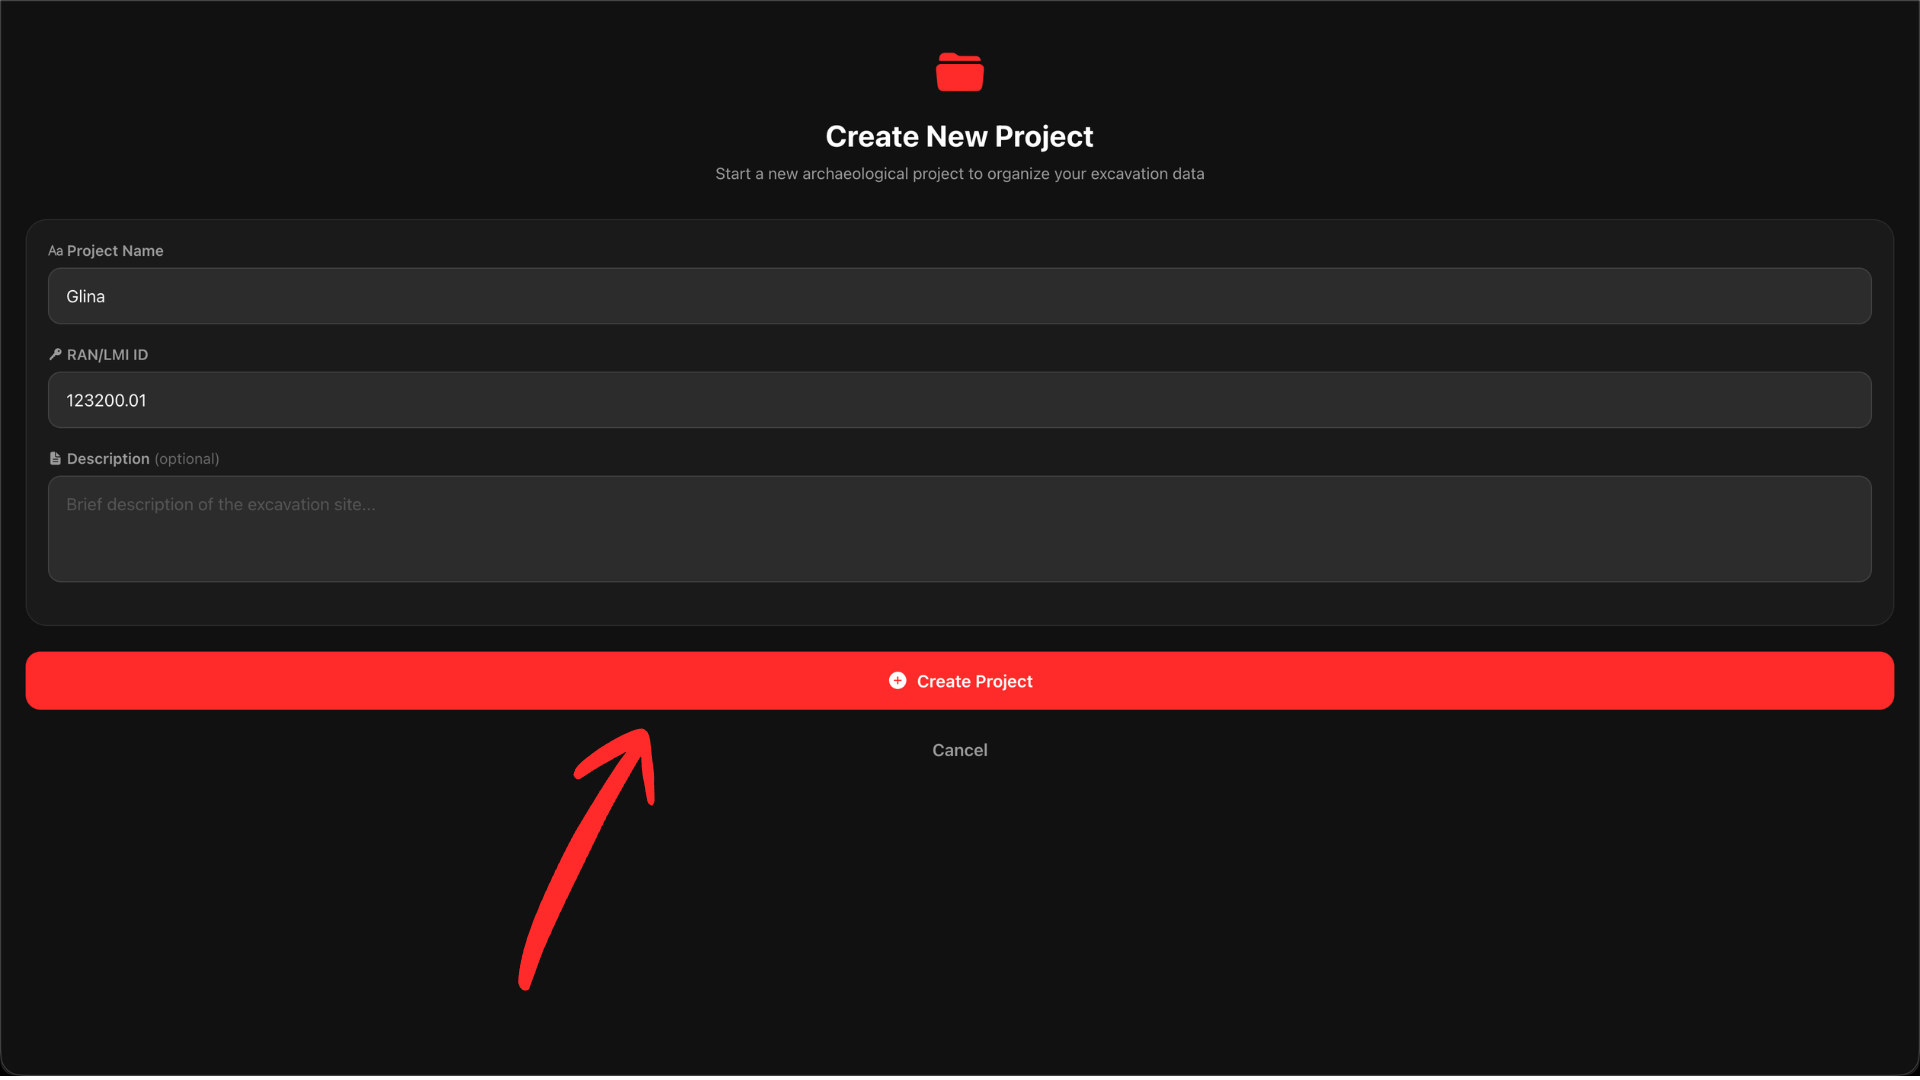 Create New Project
Start a new archaeological project to organize your excavation data
Aa Project Name
Glina
RAN/LMI ID
123200.01
Description (optional)
Brief description of the excavation site...
Create Project
Cancel